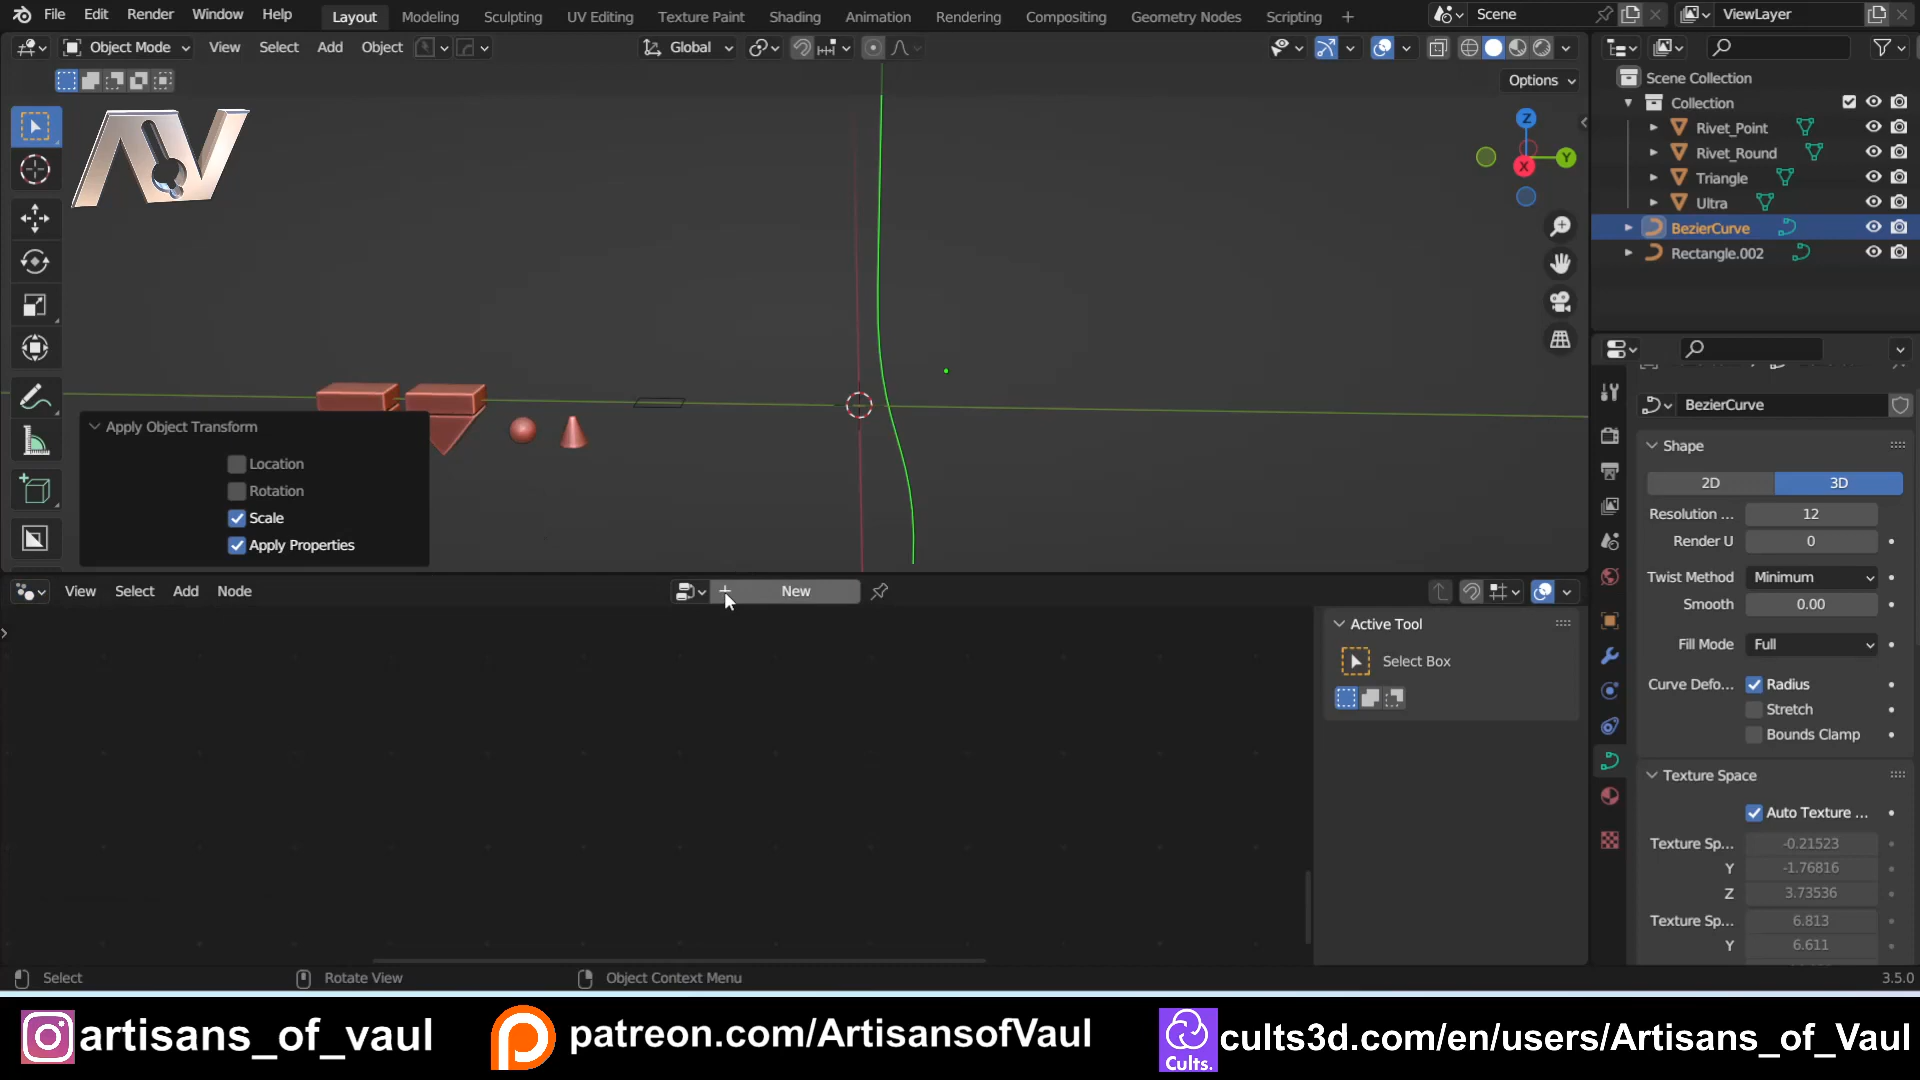 File Edit Render Window Help Layout Modeling Sculpting UV Editing Texture Paint Shading Animation Rendering Compositing Geometry Nodes Scripting + Scene ViewLayer
Object Mode View Select Add Object Global
Options
Z
Y
X
Scene Collection
Collection
Rivet_Point
Rivet_Round
Triangle
Ultra
BezierCurve
Rectangle.002
AV
Apply Object Transform
Location
Rotation
Scale
Apply Properties
BezierCurve
Shape
2D 3D
Resolution ... 12
Render U 0
Twist Method Minimum
Smooth 0.00
Fill Mode Full
Curve Defo... Radius
Stretch
Bounds Clamp
Texture Space
Auto Texture ...
Texture Sp... -0.21523
Y -1.76816
Z 3.73536
Texture Sp... 6.813
Y 6.611
View Select Add Node New
Active Tool
Select Box
Select Rotate View Object Context Menu 3.5.0
artisans_of_vaul patreon.com/ArtisansofVaul Cults. cults3d.com/en/users/Artisans_of_Vaul